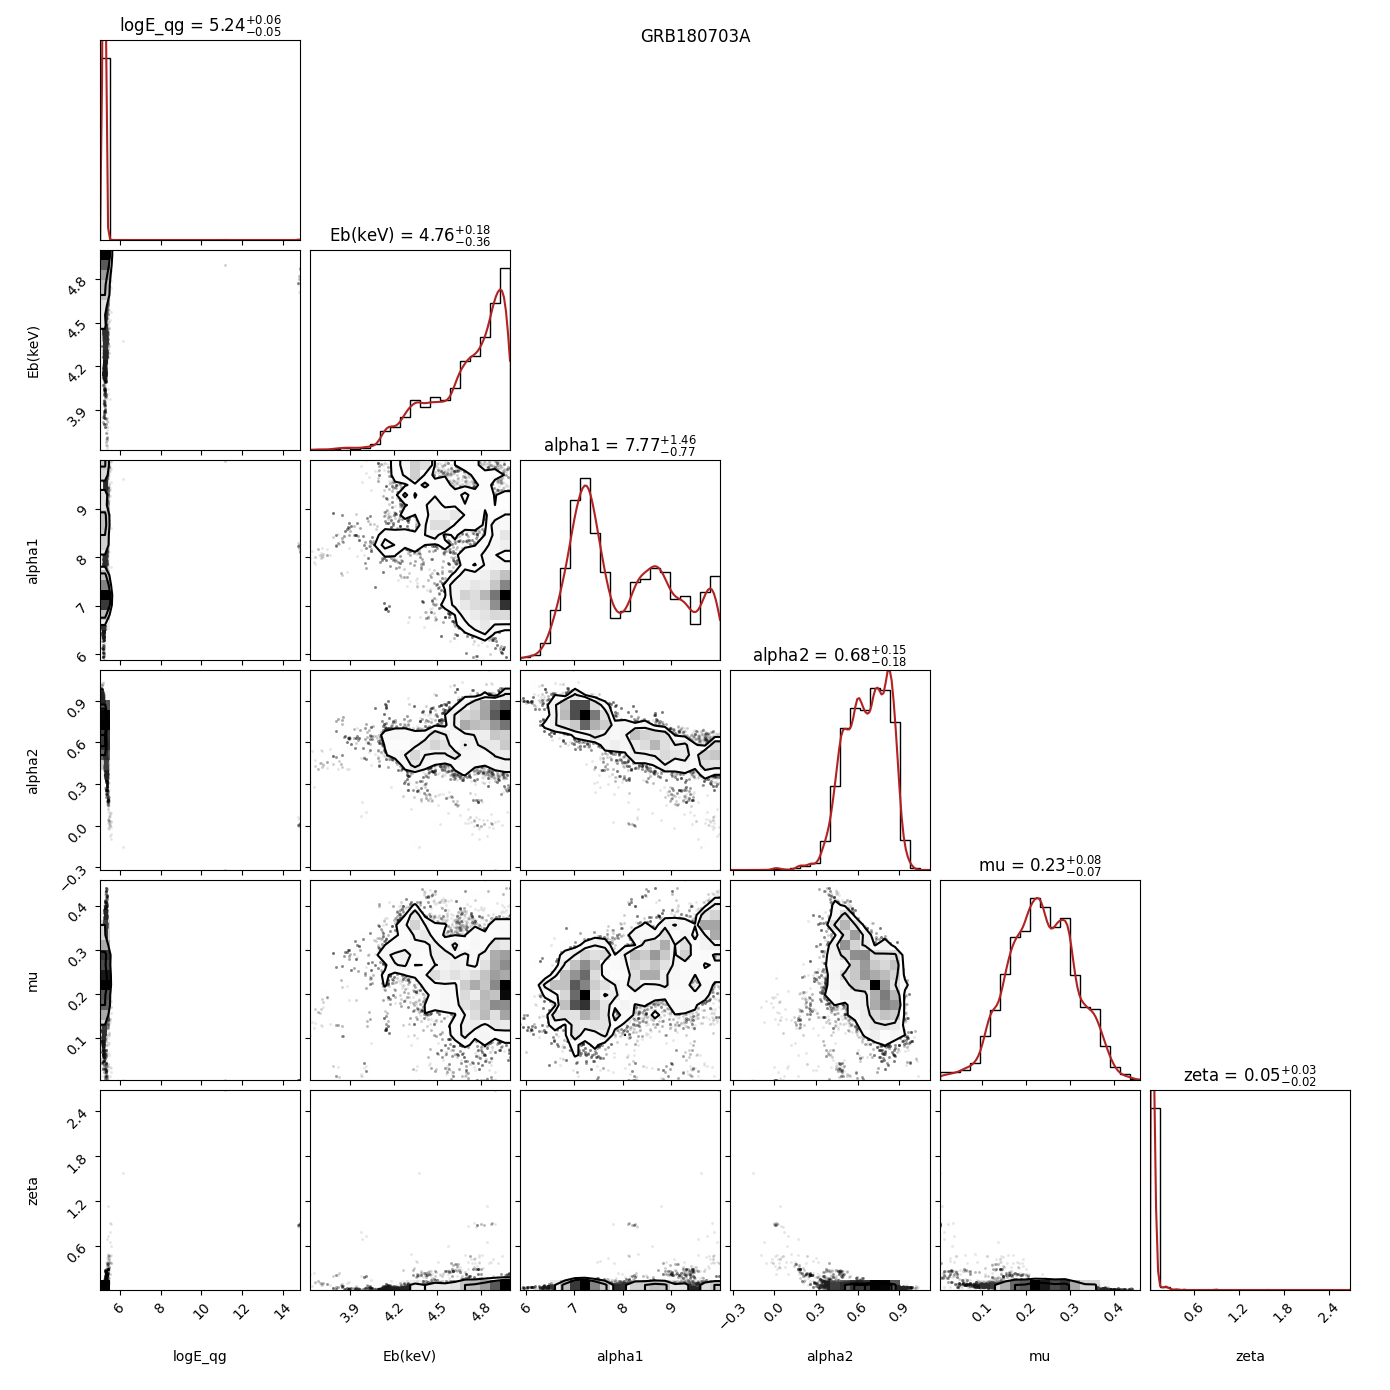 GRB180703A
logE_qg = 5.24 +0.06 −0.05
Eb(keV) = 4.76 +0.18 −0.36
4.8
4.5
4.2
3.9
Eb(keV)
alpha1 = 7.77 +1.46 −0.77
9
8
7
6
alpha1
alpha2 = 0.68 +0.15 −0.18
0.9
0.6
0.3
0.0
−0.3
alpha2
mu = 0.23 +0.08 −0.07
0.4
0.3
0.2
0.1
mu
zeta = 0.05 +0.03 −0.02
2.4
1.8
1.2
0.6
zeta
6 8 10 12 14
3.9 4.2 4.5 4.8
6 7 8 9
−0.3 0.0 0.3 0.6 0.9
0.1 0.2 0.3 0.4
0.6 1.2 1.8 2.4
logE_qg
Eb(keV)
alpha1
alpha2
mu
zeta